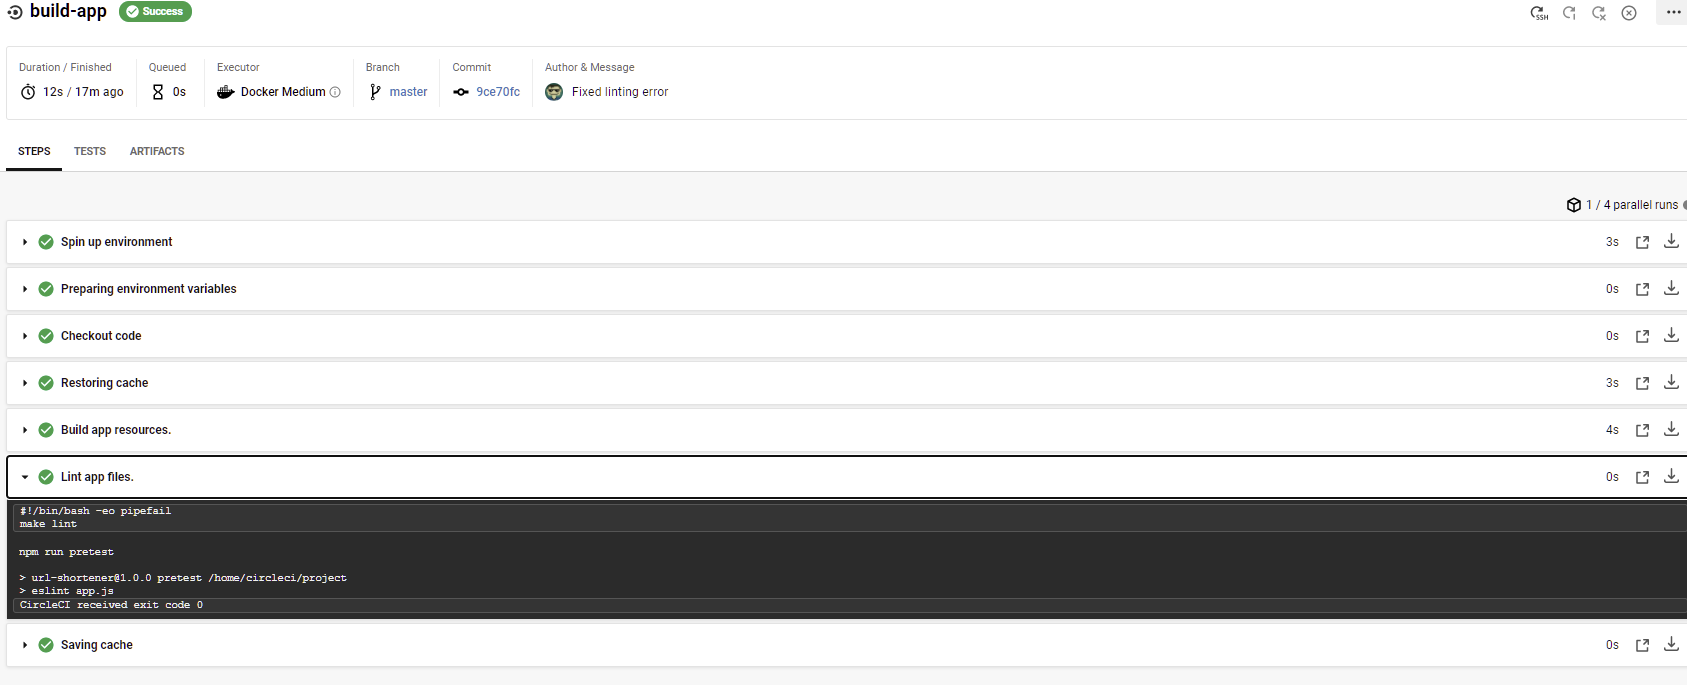 build-app Success
SSH
Duration / Finished Queued Executor Branch Commit Author & Message
12s / 17m ago 0s Docker Medium master 9ce70fc Fixed linting error
STEPS TESTS ARTIFACTS
1 / 4 parallel runs
Spin up environment 3s
Preparing environment variables 0s
Checkout code 0s
Restoring cache 3s
Build app resources. 4s
Lint app files. 0s
#!/bin/bash -eo pipefail
make lint
npm run pretest
> url-shortener@1.0.0 pretest /home/circleci/project
> eslint app.js
CircleCI received exit code 0
Saving cache 0s